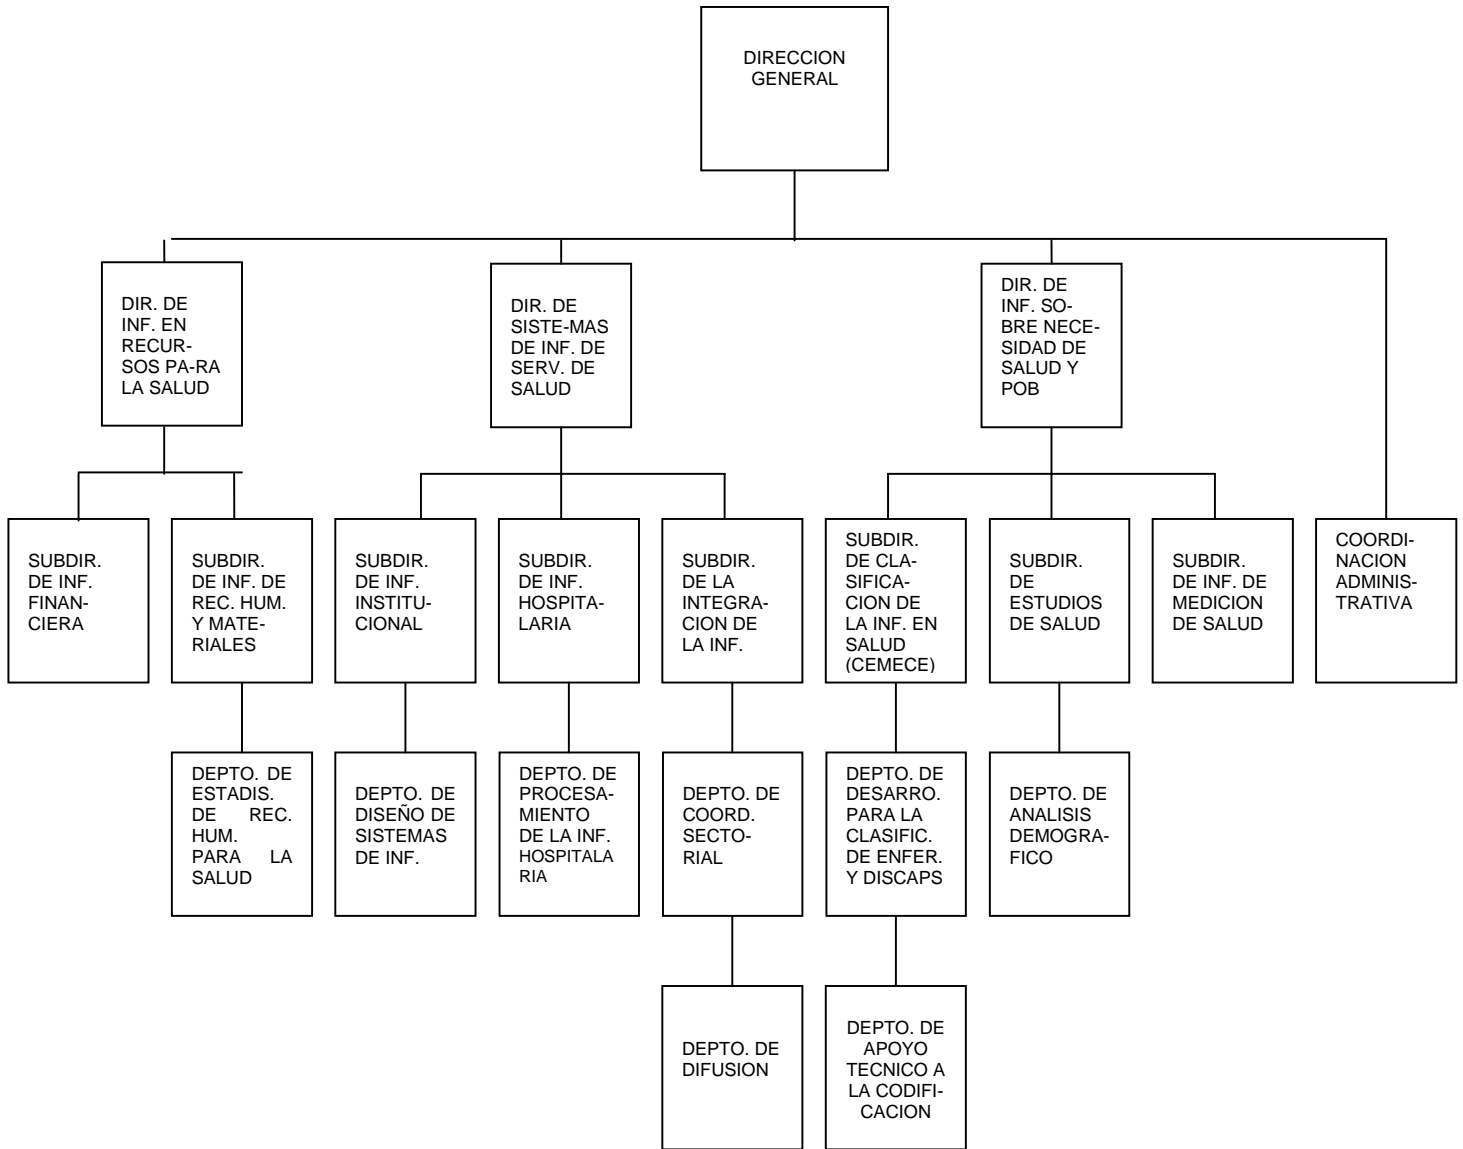 DIRECCION
GENERAL
DIR. DE
INF. EN
RECUR-
SOS PA-RA
LA SALUD
DIR. DE
SISTE-MAS
DE INF. DE
SERV. DE
SALUD
DIR. DE
INF. SO-
BRE NECE-
SIDAD DE
SALUD Y
POB
SUBDIR.
DE INF.
FINAN-
CIERA
SUBDIR.
DE INF. DE
REC. HUM.
Y MATE-
RIALES
SUBDIR.
DE INF.
INSTITU-
CIONAL
SUBDIR.
DE INF.
HOSPITA-
LARIA
SUBDIR.
DE LA
INTEGRA-
CION DE
LA INF.
SUBDIR.
DE CLA-
SIFICA-
CION DE
LA INF. EN
SALUD
(CEMECE)
SUBDIR.
DE
ESTUDIOS
DE SALUD
SUBDIR.
DE INF. DE
MEDICION
DE SALUD
COORDI-
NACION
ADMINIS-
TRATIVA
DEPTO. DE
ESTADIS.
DE REC.
HUM.
PARA LA
SALUD
DEPTO. DE
DISEÑO DE
SISTEMAS
DE INF.
DEPTO. DE
PROCESA-
MIENTO
DE LA INF.
HOSPITALA
RIA
DEPTO. DE
COORD.
SECTO-
RIAL
DEPTO. DE
DESARRO.
PARA LA
CLASIFIC.
DE ENFER.
Y DISCAPS
DEPTO. DE
ANALISIS
DEMOGRA-
FICO
DEPTO. DE
DIFUSION
DEPTO. DE
APOYO
TECNICO A
LA CODIFI-
CACION